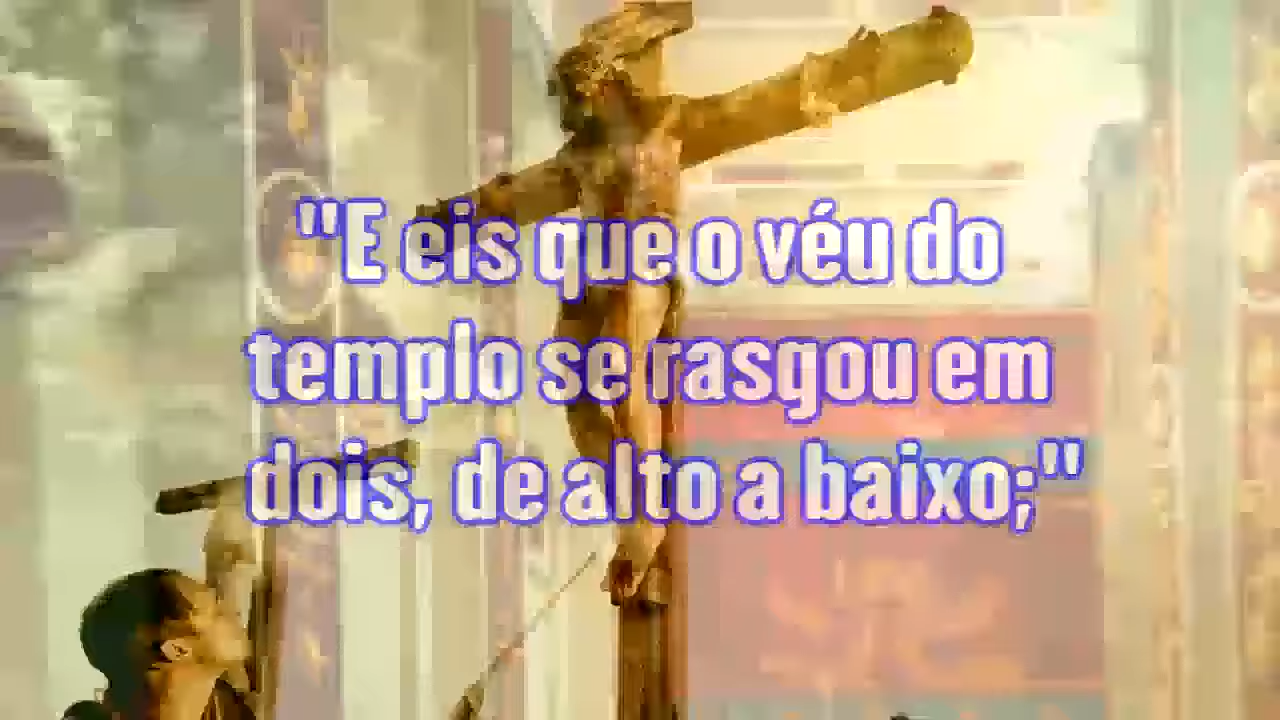 "E eis que o véu do
templo se rasgou em
dois, de alto a baixo;"